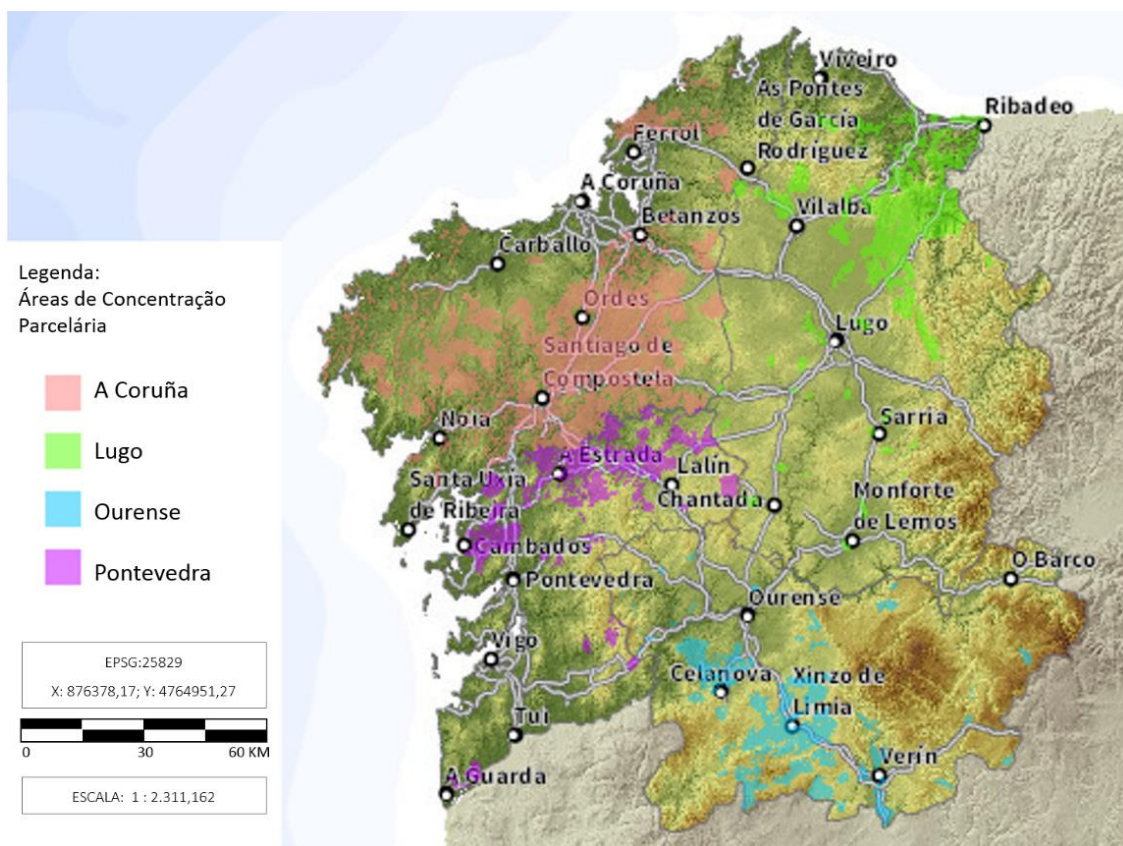 Viveiro
As Pontes
de García
Rodríguez
Ribadeo
Ferrol
A Coruña
Betanzos
Vilalba
Carballo
Ordes
Lugo
Santiago de
Compostela
Noia
Sarria
A Estrada
Lalín
Santa Uxía
de Ribeira
Chantada
Monforte
de Lemos
Cambados
O Barco
Pontevedra
Ourense
Vigo
Celanova
Xinzo de
Limia
Tui
Verín
A Guarda
Legenda:
Áreas de Concentração
Parcelária
A Coruña
Lugo
Ourense
Pontevedra
EPSG:25829
X: 876378,17; Y: 4764951,27
0 30 60 KM
ESCALA: 1 : 2.311,162